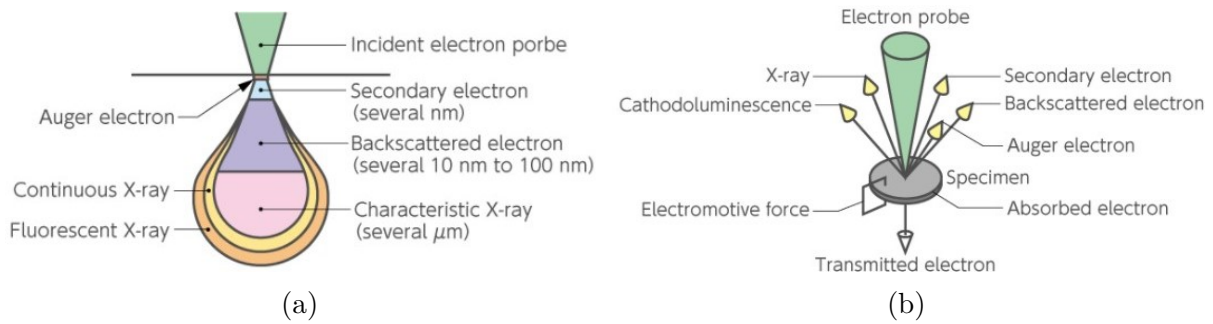 Incident electron porbe
Secondary electron
(several nm)
Auger electron
Backscattered electron
(several 10 nm to 100 nm)
Continuous X-ray
Characteristic X-ray
(several μm)
Fluorescent X-ray
(a)
Electron probe
X-ray
Secondary electron
Cathodoluminescence
Backscattered electron
Auger electron
Specimen
Electromotive force
Absorbed electron
Transmitted electron
(b)